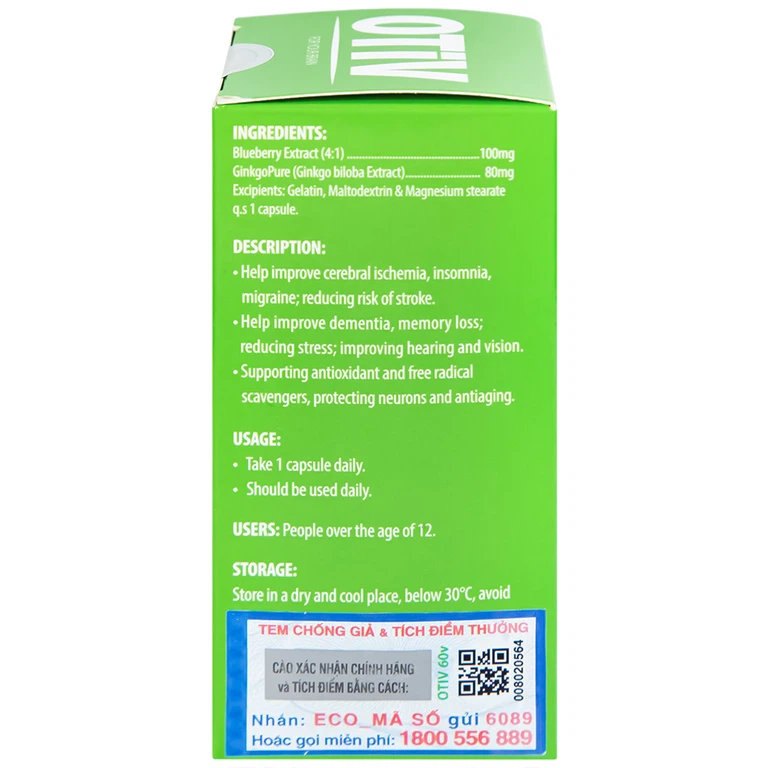 OTiV
TOP YOUR BRAIN
INGREDIENTS:
Blueberry Extract (4:1) ................................................100mg
GinkgoPure (Ginkgo biloba Extract)........................... 80mg
Excipients: Gelatin, Maltodextrin & Magnesium stearate
q.s 1 capsule.
DESCRIPTION:
• Help improve cerebral ischemia, insomnia,
migraine; reducing risk of stroke.
• Help improve dementia, memory loss;
reducing stress; improving hearing and vision.
• Supporting antioxidant and free radical
scavengers, protecting neurons and antiaging.
USAGE:
• Take 1 capsule daily.
• Should be used daily.
USERS: People over the age of 12.
STORAGE:
Store in a dry and cool place, below 30°C, avoid
TEM CHỐNG GIẢ & TÍCH ĐIỂM THƯỞNG
CÀO XÁC NHẬN CHÍNH HÃNG
và TÍCH ĐIỂM BẰNG CÁCH:
OTIV 60v
008020564
Nhắn: ECO_MÃ SỐ gửi 6089
Hoặc gọi miễn phí: 1800 556 889